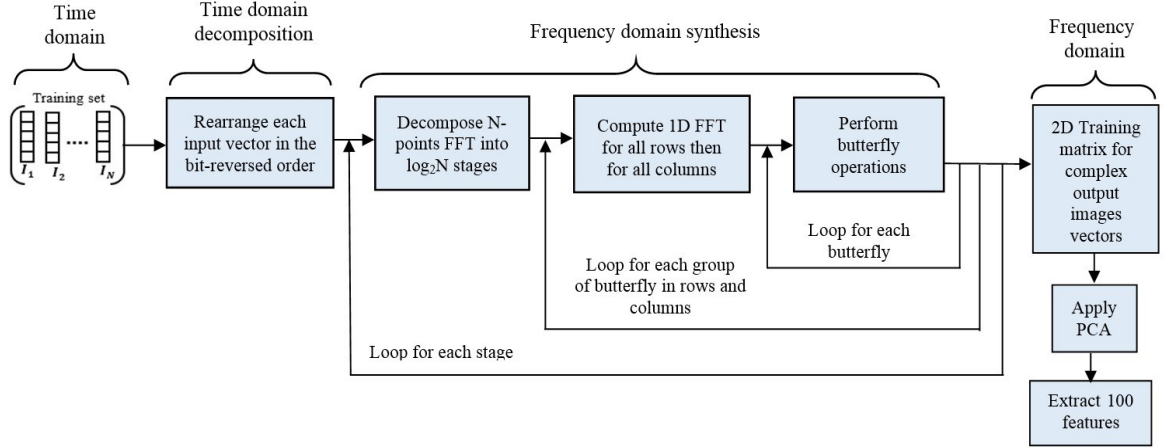 Time
domain
Time domain
decomposition
Frequency domain synthesis
Frequency
domain
Training set
I₁ I₂ .... I_N
Rearrange each
input vector in the
bit-reversed order
Decompose N-
points FFT into
log₂N stages
Compute 1D FFT
for all rows then
for all columns
Perform
butterfly
operations
2D Training
matrix for
complex
output
images
vectors
Loop for each
butterfly
Loop for each group
of butterfly in rows and
columns
Loop for each stage
Apply
PCA
Extract 100
features